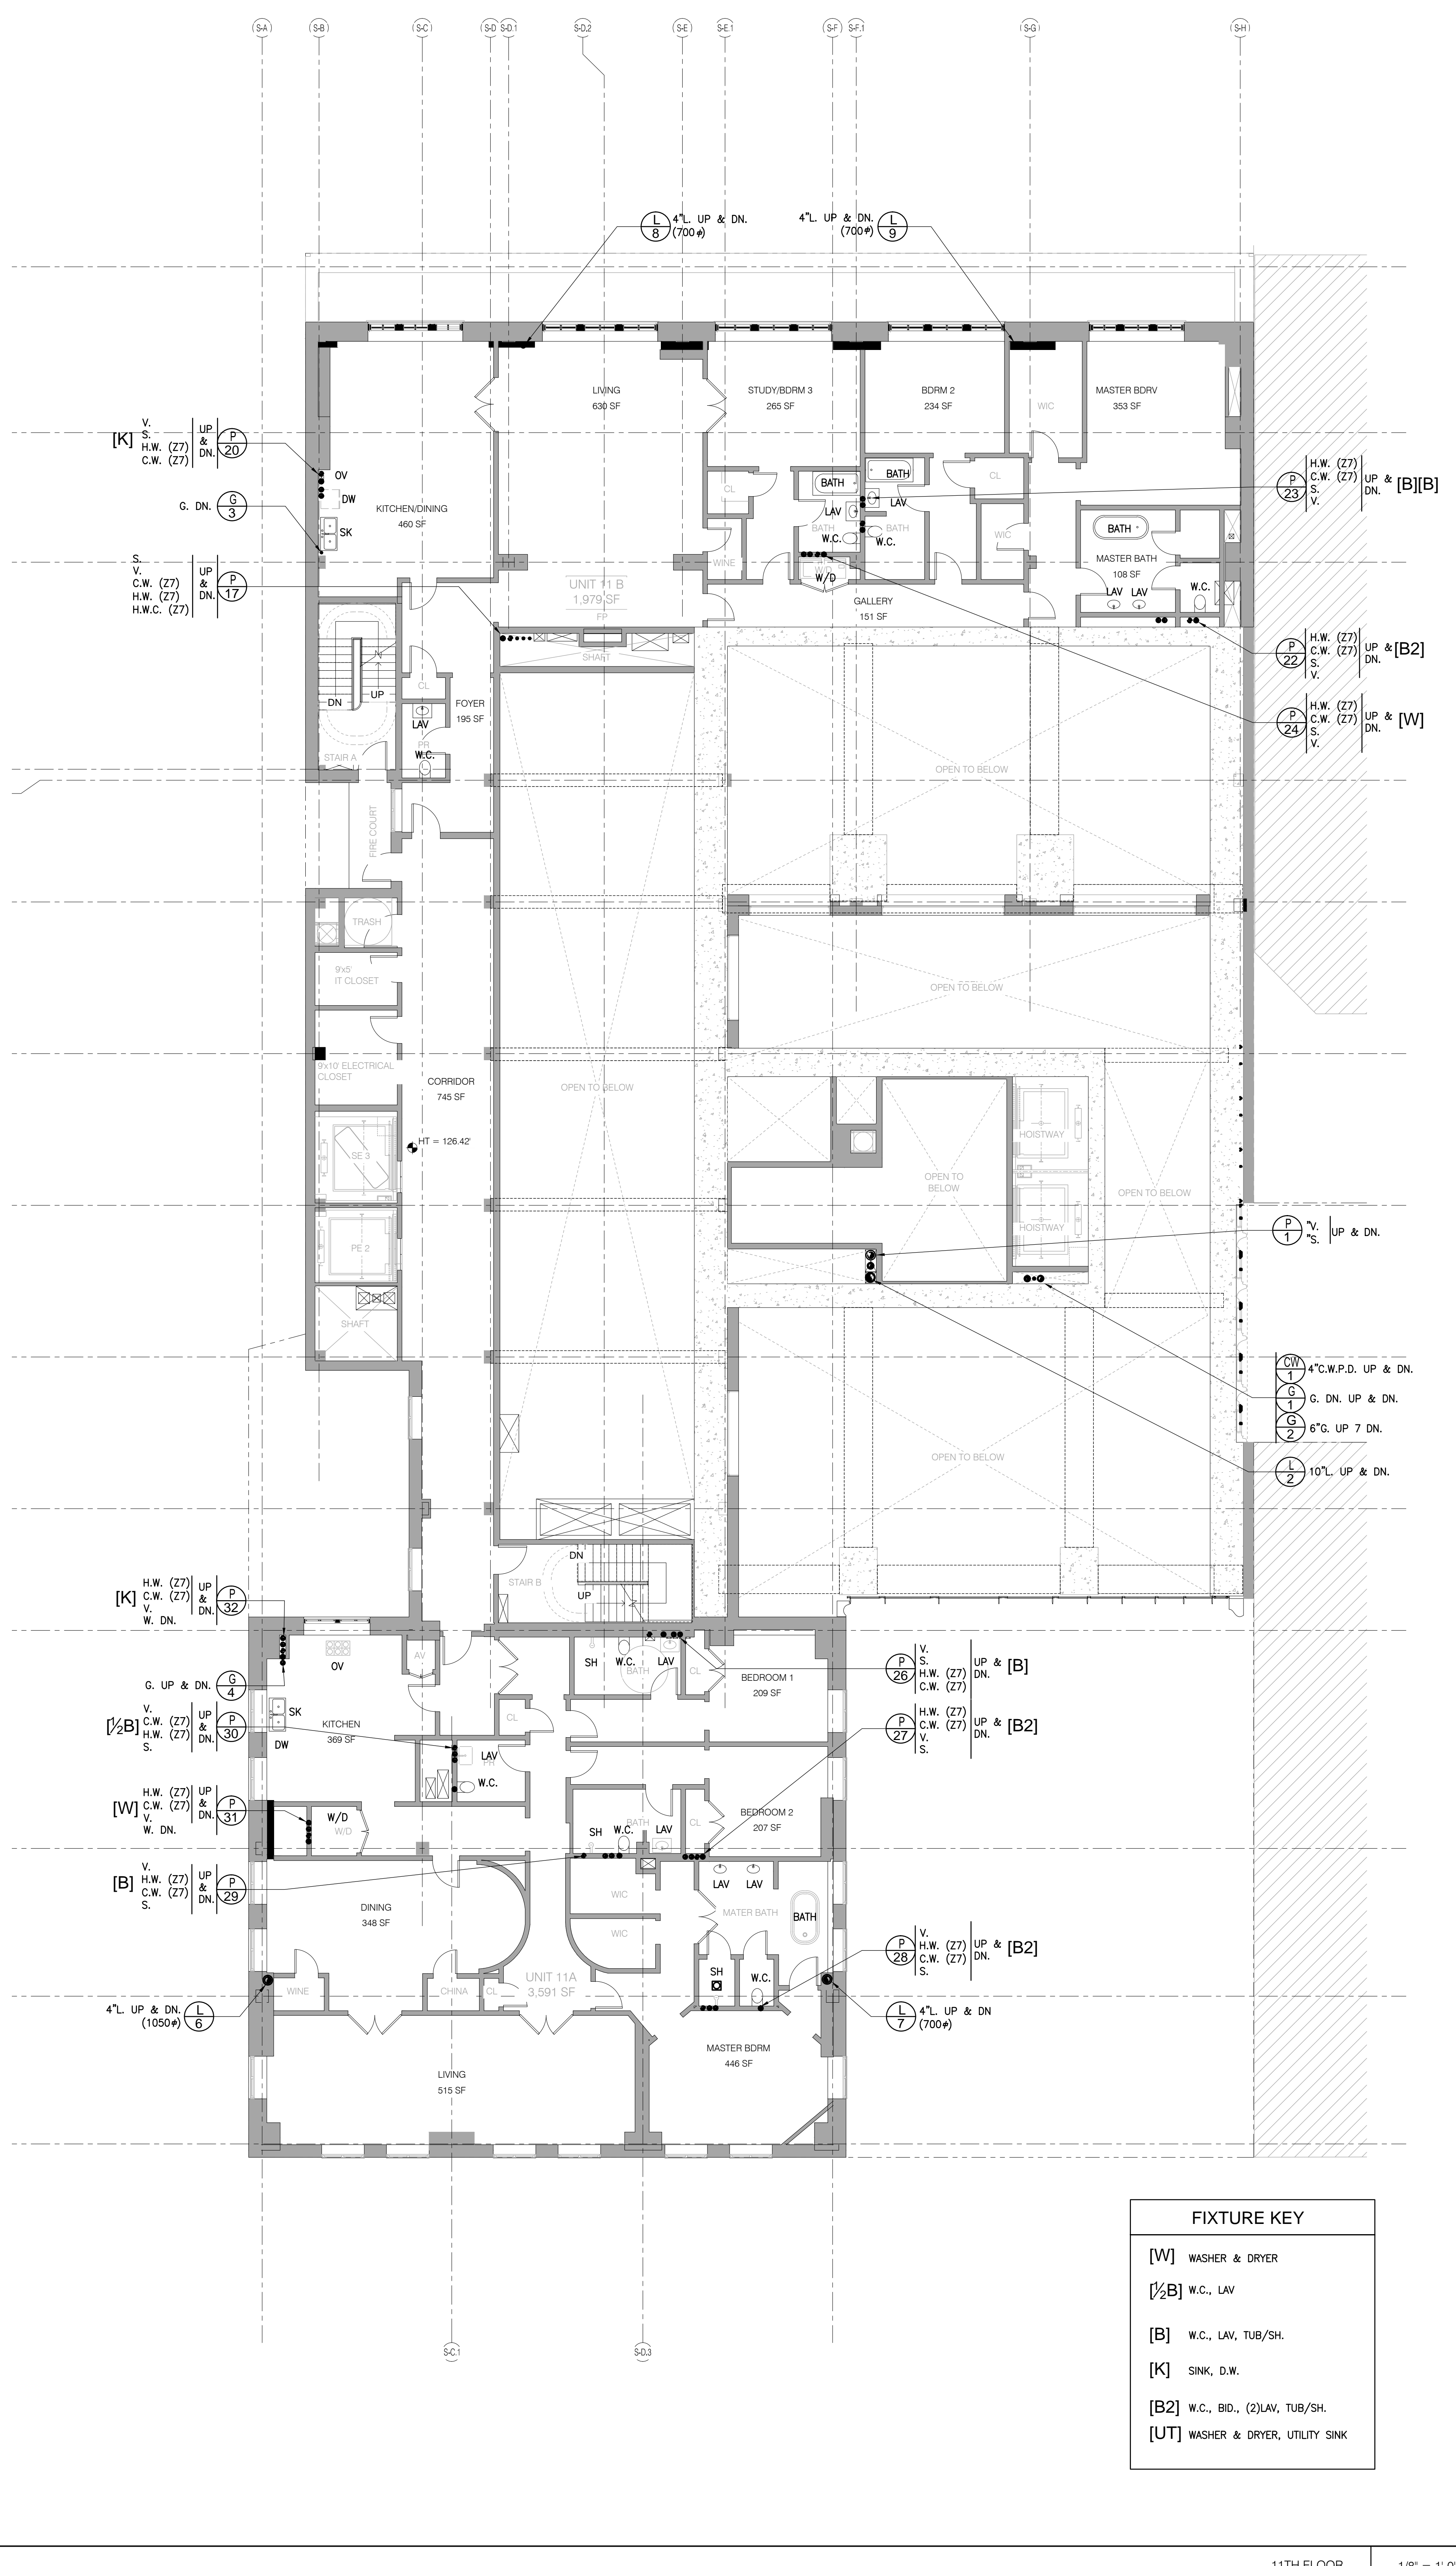 S-A
S-B
S-C
S-D
S-D.1
S-D.2
S-E
S-E.1
S-F
S-F.1
S-G
S-H
L
8
4"L. UP & DN.
(700ø)
4"L. UP & DN.
(700ø)
L
9
LIVING
630 SF
STUDY/BDRM 3
265 SF
BDRM 2
234 SF
WIC
MASTER BDRV
353 SF
[K]
V.
S.
H.W. (Z7)
C.W. (Z7)
UP
&
DN.
P
20
OV
DW
SK
KITCHEN/DINING
460 SF
G. DN.
G
3
CL
BATH
BATH
LAV
LAV
BATH
BATH
W.C.
W.C.
CL
WIC
WINE
W/D
W/D
BATH
MASTER BATH
108 SF
LAV
LAV
W.C.
P
23
H.W. (Z7)
C.W. (Z7)
S.
V.
UP &
DN.
[B][B]
S.
V.
C.W. (Z7)
H.W. (Z7)
H.W.C. (Z7)
UP
&
DN.
P
17
UNIT 11 B
1,979 SF
FP
GALLERY
151 SF
SHAFT
P
22
H.W. (Z7)
C.W. (Z7)
S.
V.
UP &
DN.
[B2]
DN
UP
CL
FOYER
195 SF
LAV
PR
W.C.
STAIR A
P
24
H.W. (Z7)
C.W. (Z7)
S.
V.
UP &
DN.
[W]
OPEN TO BELOW
FIRE COURT
TRASH
9'x5'
IT CLOSET
OPEN TO BELOW
9'x10' ELECTRICAL
CLOSET
CORRIDOR
745 SF
OPEN TO BELOW
HT = 126.42'
SE 3
HOISTWAY
OPEN TO
BELOW
OPEN TO BELOW
HOISTWAY
PE 2
P
1
"V.
"S.
UP & DN.
SHAFT
CW
1
4"C.W.P.D. UP & DN.
G
1
G. DN. UP & DN.
G
2
6"G. UP 7 DN.
OPEN TO BELOW
L
2
10"L. UP & DN.
DN
STAIR B
UP
[K]
H.W. (Z7)
C.W. (Z7)
V.
W. DN.
UP
&
DN.
P
32
OV
AV
SH
W.C.
LAV
BATH
CL
BEDROOM 1
209 SF
P
26
V.
S.
H.W. (Z7)
C.W. (Z7)
UP &
DN.
[B]
G. UP & DN.
G
4
SK
KITCHEN
369 SF
DW
CL
[½B]
V.
C.W. (Z7)
H.W. (Z7)
S.
UP
&
DN.
P
30
LAV
PR
W.C.
P
27
H.W. (Z7)
C.W. (Z7)
V.
S.
UP &
DN.
[B2]
[W]
H.W. (Z7)
C.W. (Z7)
V.
W. DN.
UP
&
DN.
P
31
W/D
W/D
SH
W.C.
BATH
LAV
CL
BEDROOM 2
207 SF
[B]
V.
H.W. (Z7)
C.W. (Z7)
S.
UP
&
DN.
P
29
DINING
348 SF
WIC
WIC
LAV
LAV
MATER BATH
BATH
P
28
V.
H.W. (Z7)
C.W. (Z7)
S.
UP &
DN.
[B2]
SH
W.C.
WINE
CHINA
CL
UNIT 11A
3,591 SF
4"L. UP & DN.
(1050ø)
L
6
L
7
4"L. UP & DN
(700ø)
MASTER BDRM
446 SF
LIVING
515 SF
S-C.1
S-D.3
FIXTURE KEY
[W] WASHER & DRYER
[½B] W.C., LAV
[B] W.C., LAV, TUB/SH.
[K] SINK, D.W.
[B2] W.C., BID., (2)LAV, TUB/SH.
[UT] WASHER & DRYER, UTILITY SINK
11TH FLOOR